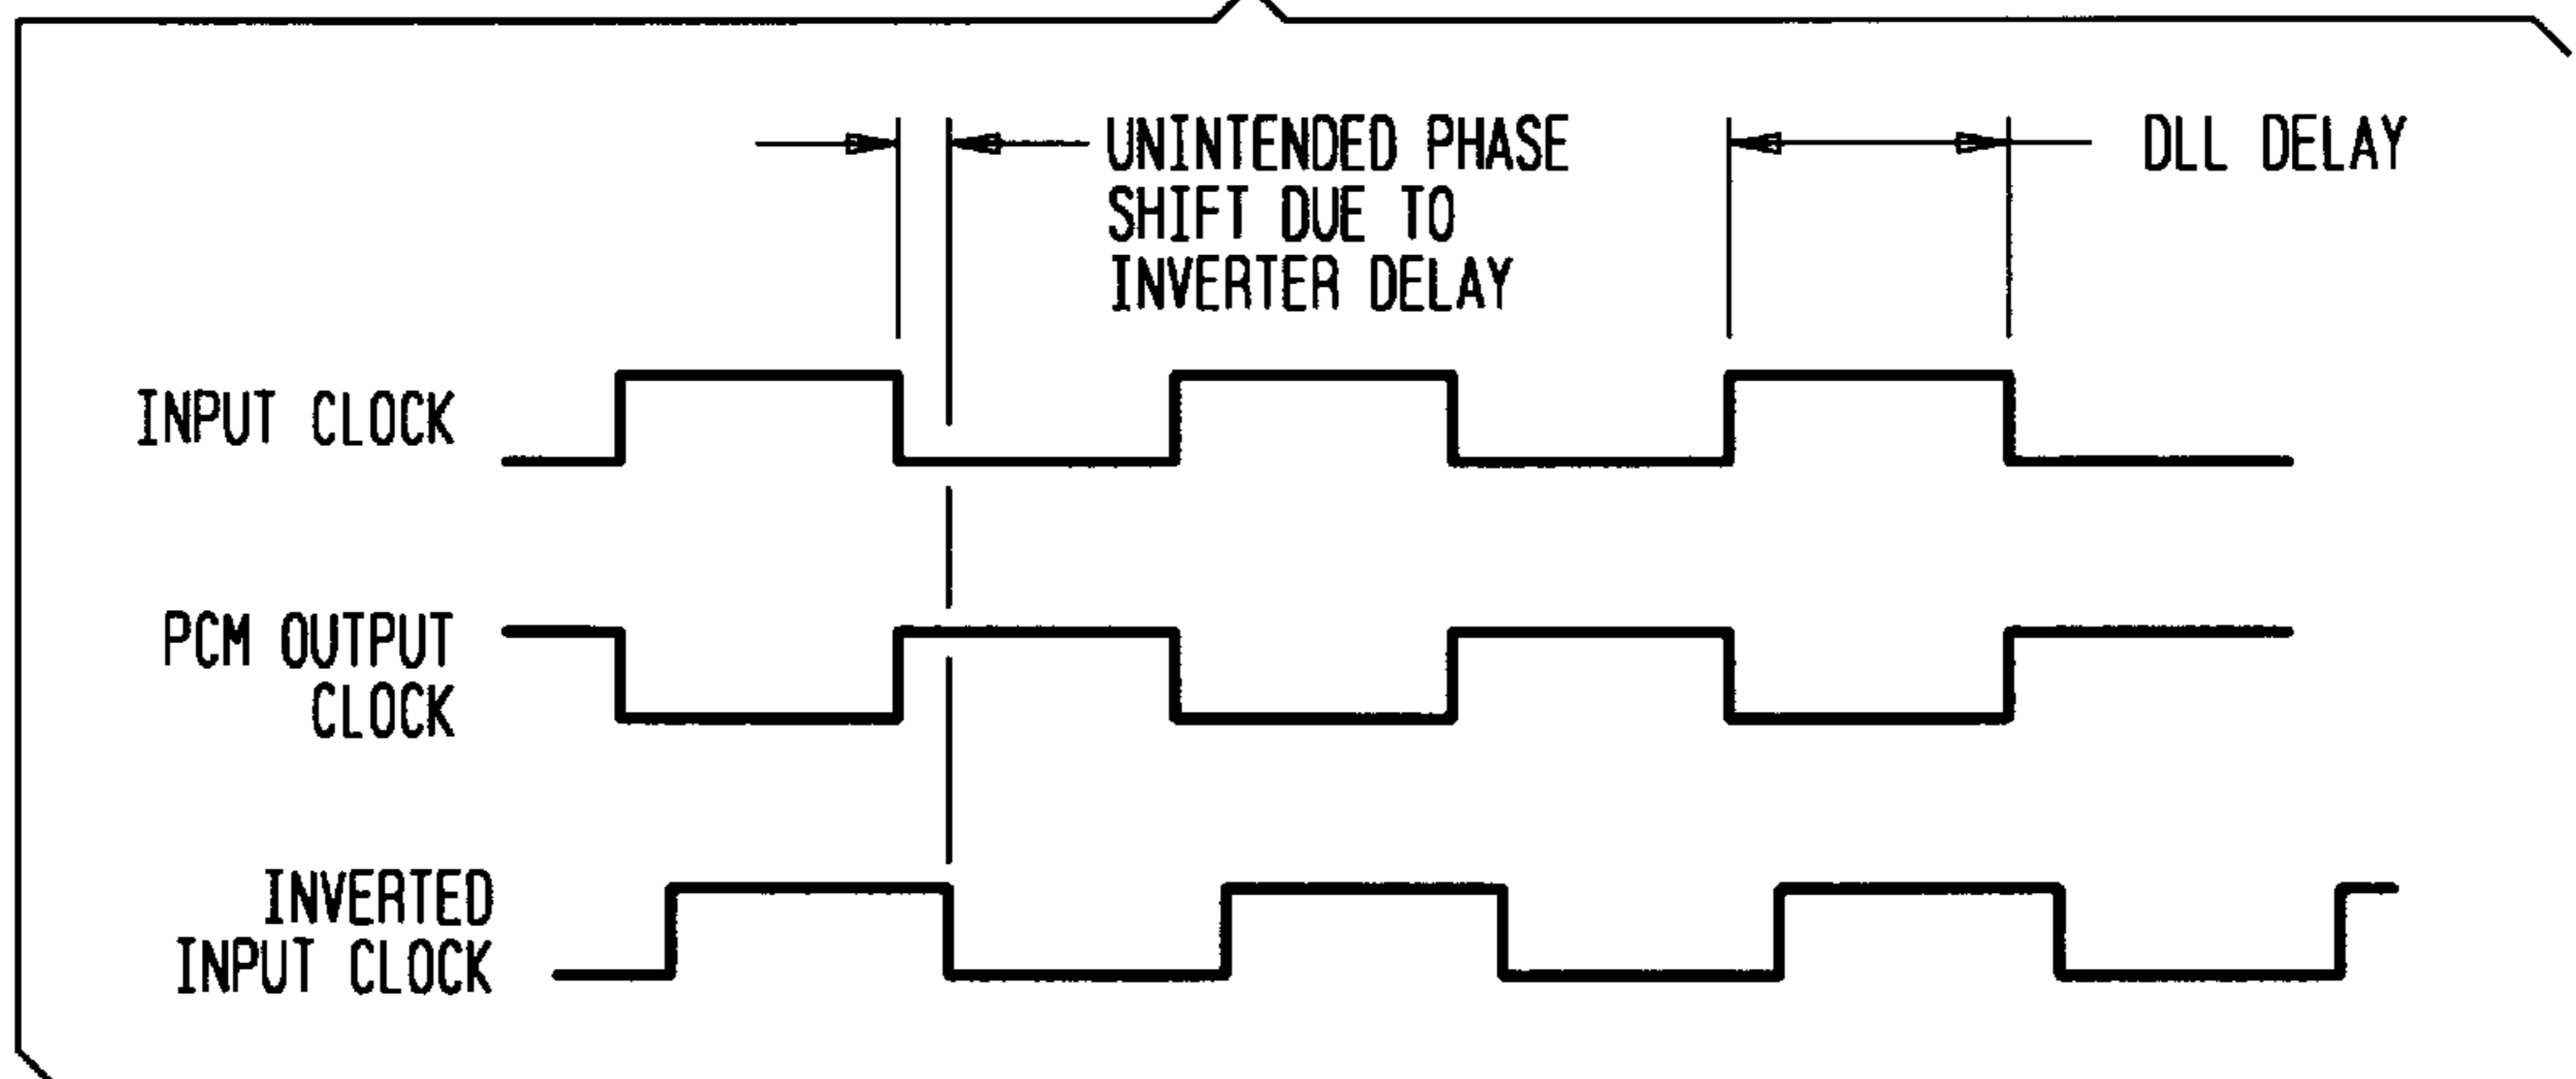 UNINTENDED PHASE
SHIFT DUE TO
INVERTER DELAY
DLL DELAY
INPUT CLOCK
PCM OUTPUT
CLOCK
INVERTED
INPUT CLOCK